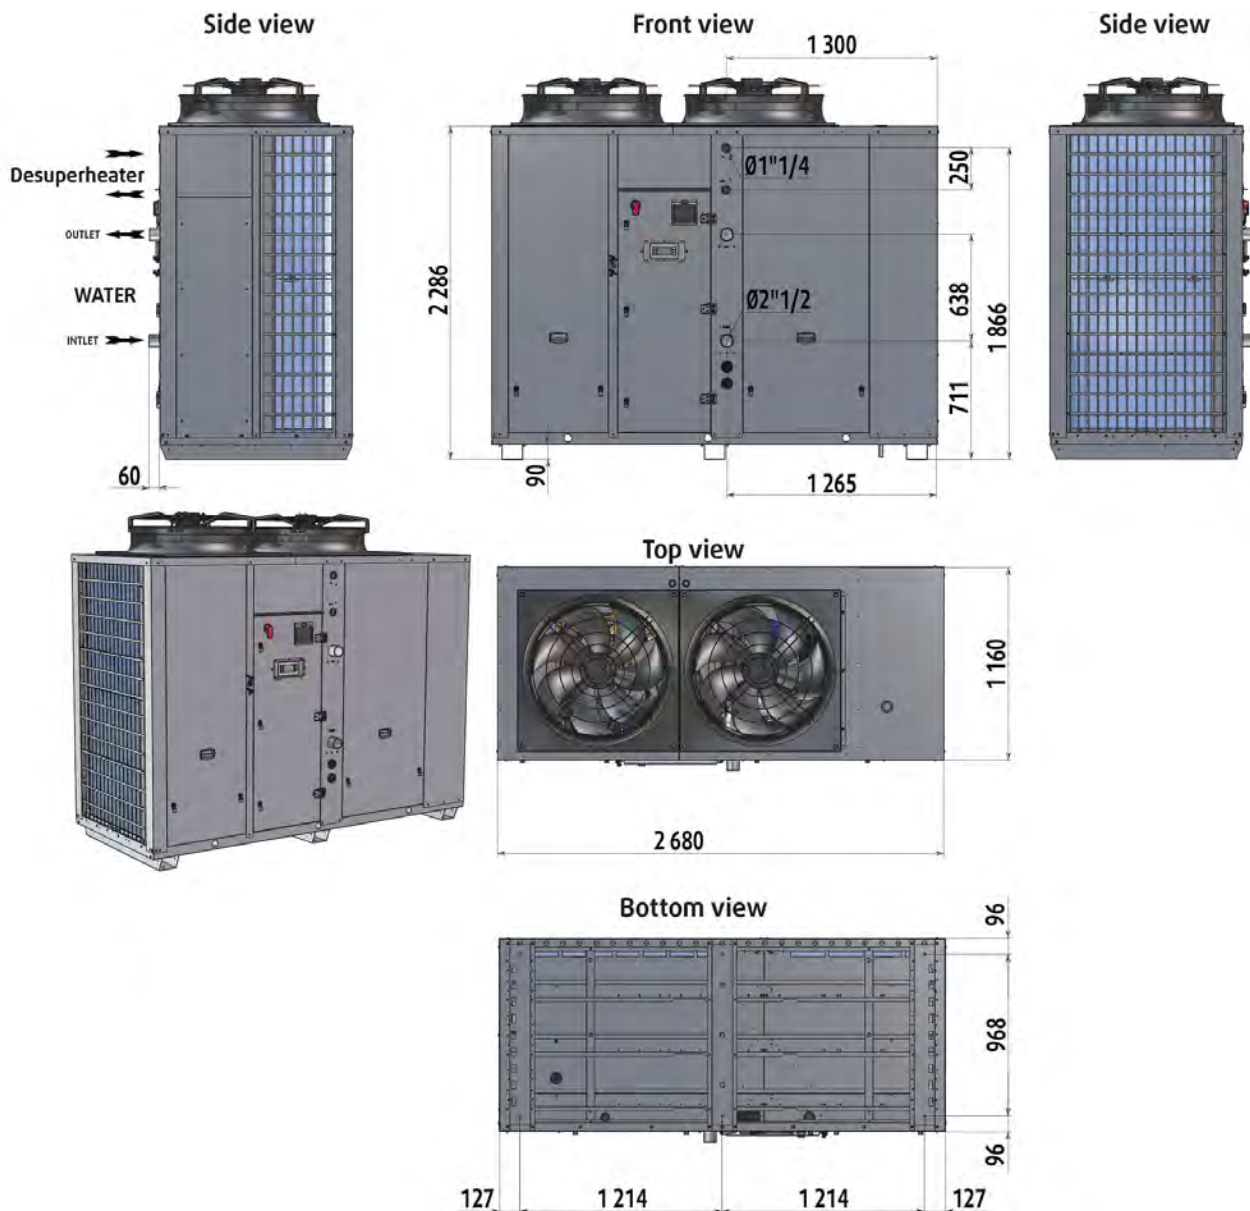 Side view
Front view
Side view
1 300
Desuperheater
OUTLET
WATER
INTLET
60
2 286
Ø1"1/4
Ø2"1/2
250
638
1 866
711
90
1 265
Top view
1 160
2 680
Bottom view
96
968
96
127
1 214
1 214
127